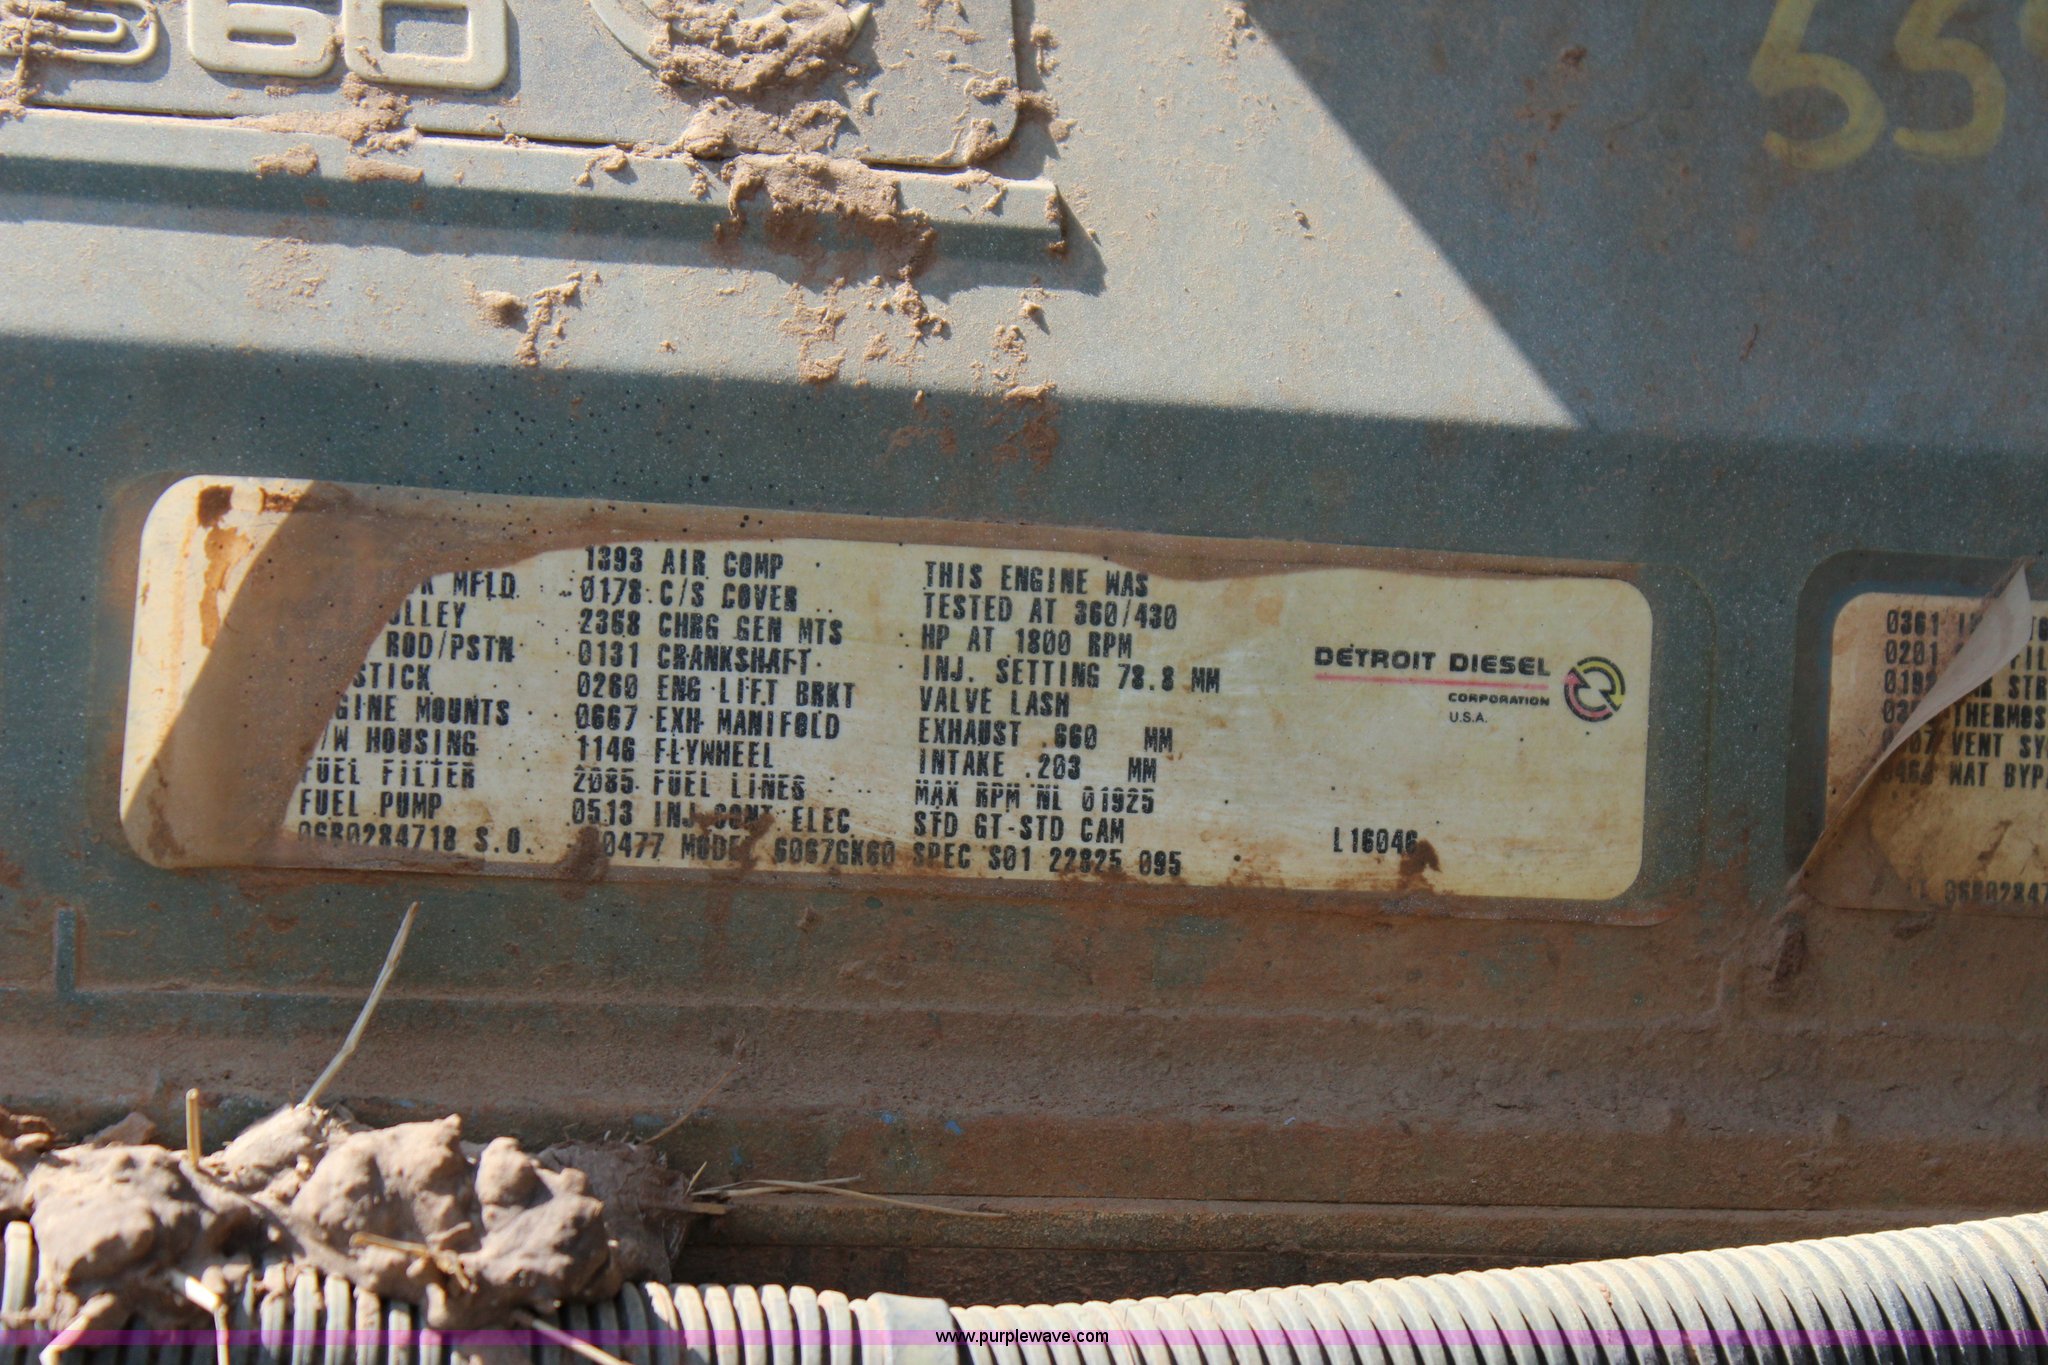 60
55
1393 AIR COMP
MFLD 0178 C/S COVER
2368 CHRG GEN MTS
ROD/PSTN 0131 CRANKSHAFT
STICK 0260 ENG LIFT BRKT
MOUNTS 0667 EXH MANIFOLD
HOUSING 1146 FLYWHEEL
FUEL FILTER 2085 FUEL LINES
FUEL PUMP 0513 INJ CONT ELEC
06R0284718 S.O. 0477 MODEL 6067GK60 SPEC S01 22825 095
THIS ENGINE WAS
TESTED AT 360/430
HP AT 1800 RPM
INJ. SETTING 78.8 MM
VALVE LASH
EXHAUST .660 MM
INTAKE .203 MM
MAX RPM NL 01925
STD GT-STD CAM
DETROIT DIESEL
CORPORATION
U.S.A.
L16046
0361
0201
STR
THERMOS
VENT SY
WAT BYP
www.purplewave.com